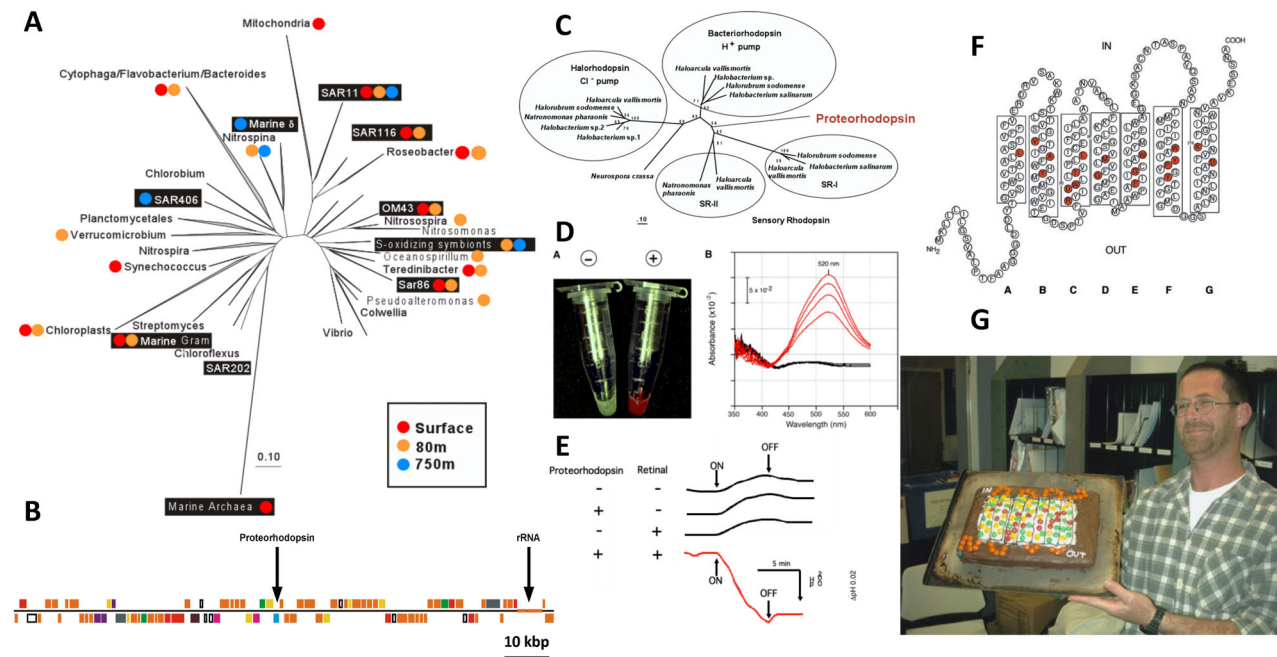 A
Mitochondria
Cytophaga/Flavobacterium/Bacteroides
SAR11
Marine δ
Nitrospina
SAR116
Roseobacter
Chlorobium
SAR406
OM43
Planctomycetales
Nitrosospira
Nitrosomonas
Verrucomicrobium
S-oxidizing symbionts
Nitrospira
Oceanospirillum
Synechococcus
Teredinibacter
Sar86
Pseudoalteromonas
Colwellia
Chloroplasts
Streptomyces
Vibrio
Marine Gram
Chloroflexus
SAR202
Surface
80m
750m
0.10
Marine Archaea
B
Proteorhodopsin
rRNA
10 kbp
C
Bacteriorhodopsin
H+ pump
Halorhodopsin
Cl- pump
Haloarcula vallismortis
Halobacterium sp.
Halorubrum sodomense
Halobacterium salinarum
Haloarcula vallismortis
Halorubrum sodomense
Natronomonas pharaonis
Halobacterium sp.2
Halobacterium sp.1
Proteorhodopsin
Neurospora crassa
Halorubrum sodomense
Halobacterium salinarum
Haloarcula
vallismortis
SR-I
Natronomonas
pharaonis
Haloarcula
vallismortis
SR-II
.10
Sensory Rhodopsin
D
A
−
+
B
520 nm
5 x 10-2
Absorbance (x10-2)
350 400 450 500 550 600
Wavelength (nm)
E
Proteorhodopsin Retinal
ON
OFF
- -
+ -
- +
+ +
5 min
ΔpH 0.02
ON
OFF
F
IN
COOH
NH2
OUT
A B C D E F G
G
IN
OUT